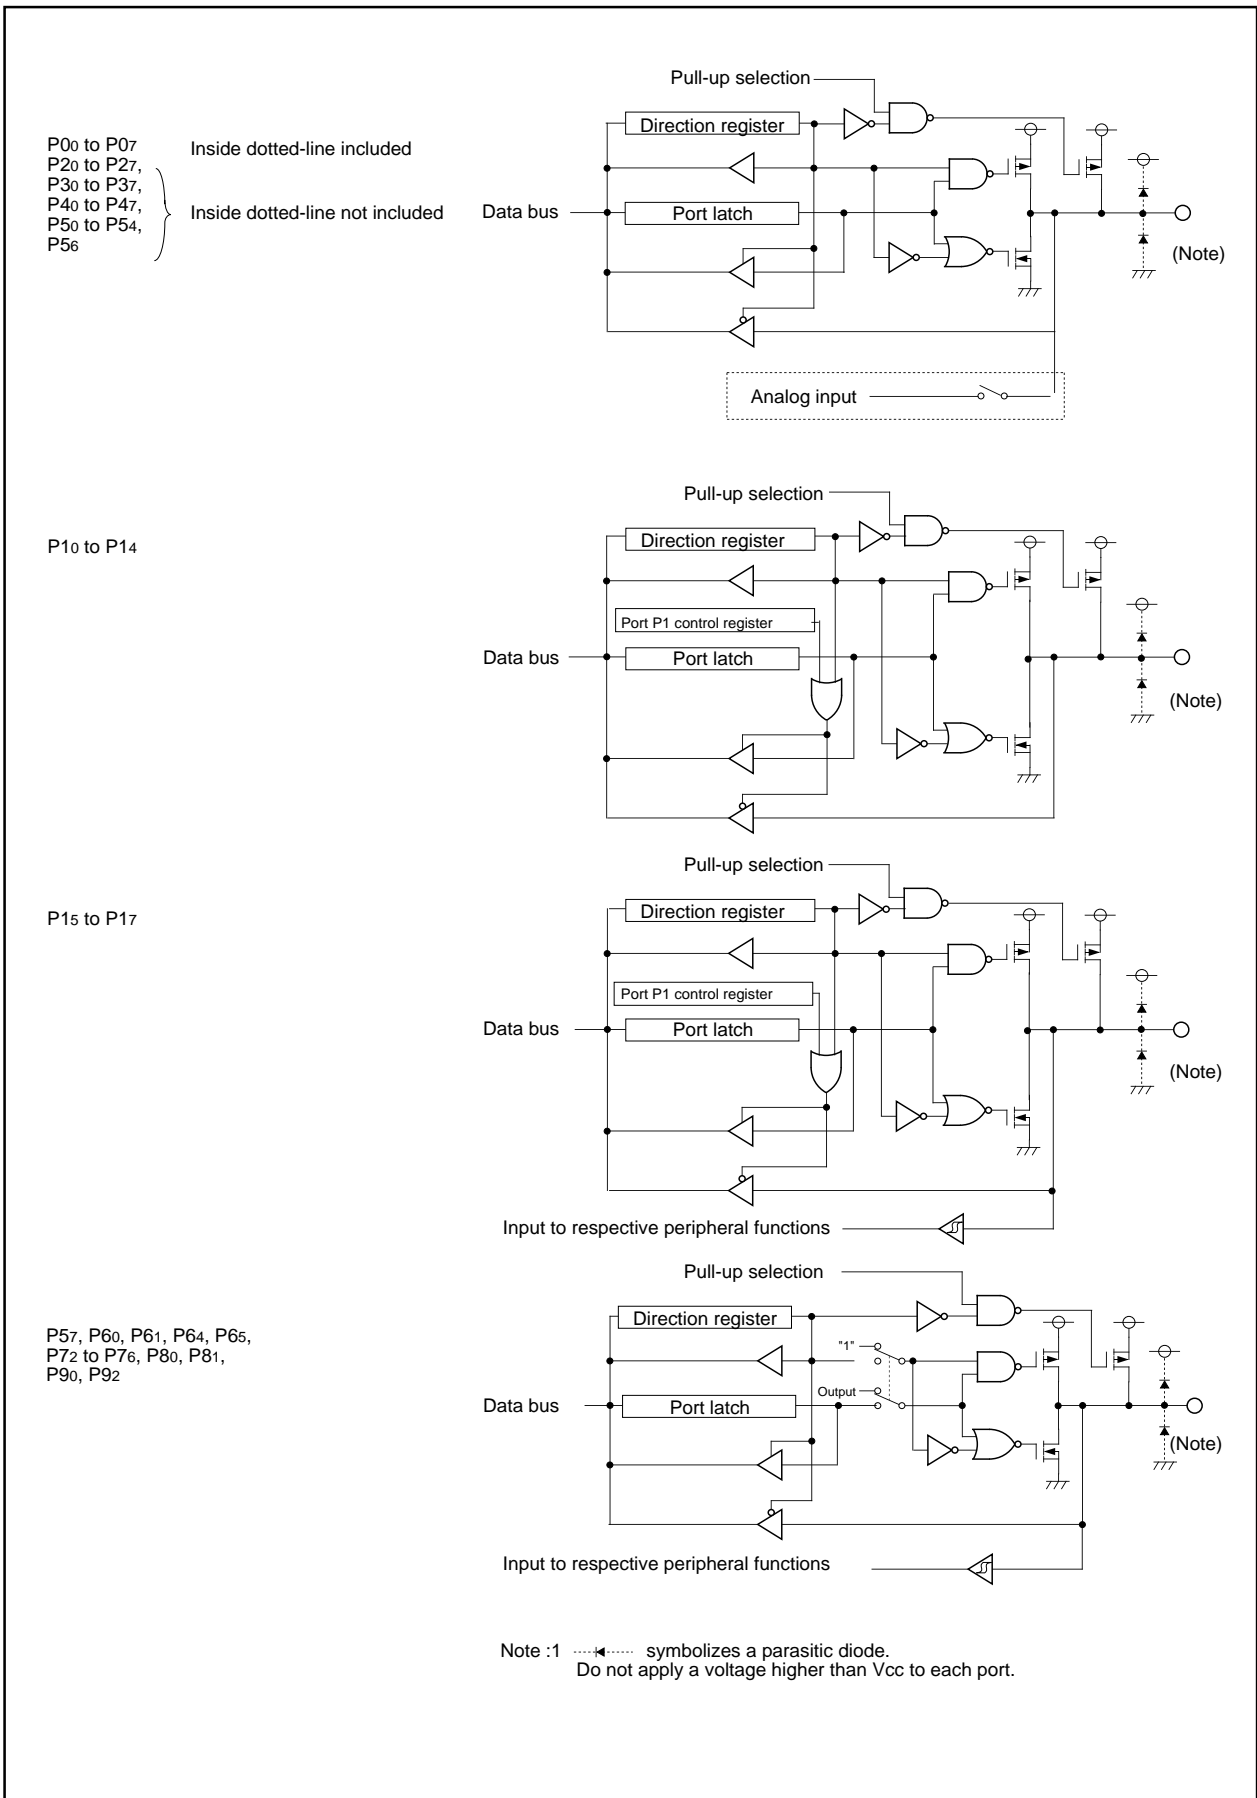 Pull-up selection
Direction register
P00 to P07 Inside dotted-line included
P20 to P27,
P30 to P37,
P40 to P47, Inside dotted-line not included
P50 to P54,
P56
Data bus
Port latch
(Note)
Analog input
Pull-up selection
P10 to P14
Direction register
Port P1 control register
Data bus
Port latch
(Note)
Pull-up selection
P15 to P17
Direction register
Port P1 control register
Data bus
Port latch
(Note)
Input to respective peripheral functions
Pull-up selection
Direction register
P57, P60, P61, P64, P65,
P72 to P76, P80, P81,
P90, P92
"1"
Output
Data bus
Port latch
(Note)
Input to respective peripheral functions
Note :1 symbolizes a parasitic diode.
Do not apply a voltage higher than Vcc to each port.